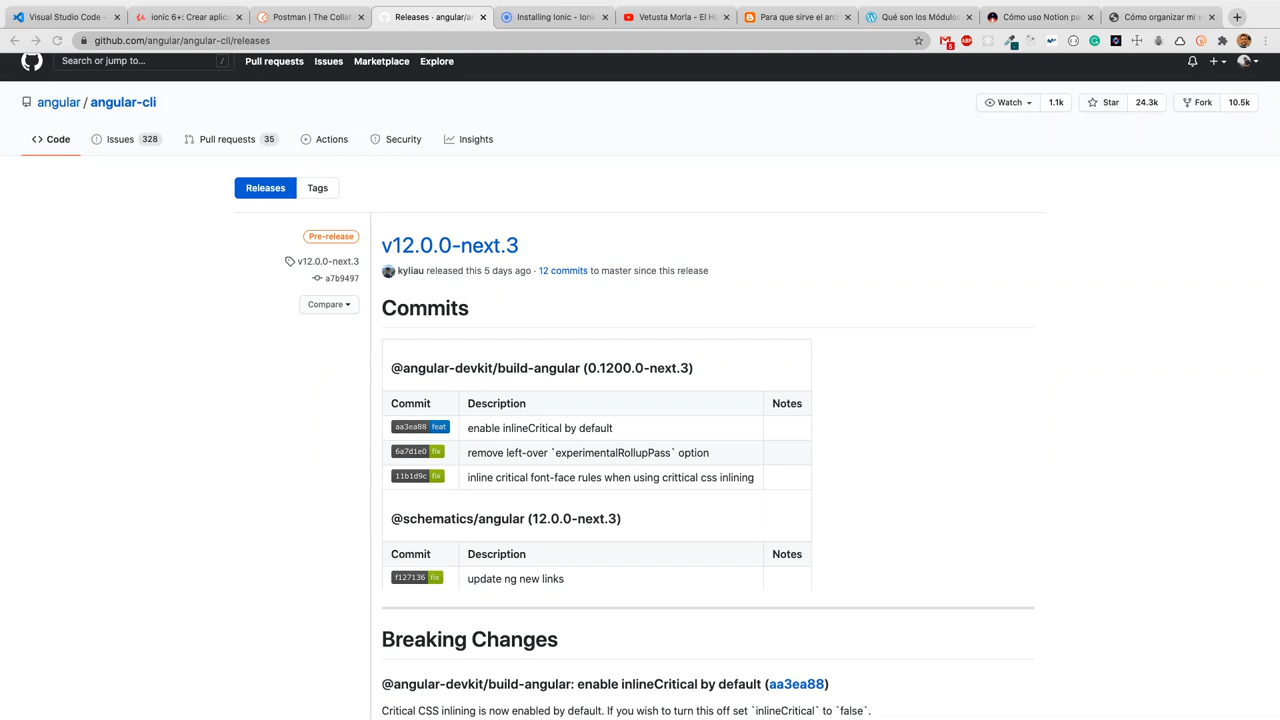 Visual Studio Code –
ionic 6+: Crear aplic
Postman | The Collab
Releases · angular/an
Installing Ionic - Ioni
Vetusta Morla - El H
Para que sirve el arc
Qué son los Módulos
Cómo uso Notion pa
Cómo organizar mi
github.com/angular/angular-cli/releases
Search or jump to...
/
Pull requests
Issues
Marketplace
Explore
angular / angular-cli
Watch
1.1k
Star
24.3k
Fork
10.5k
Code
Issues 328
Pull requests 35
Actions
Security
Insights
Releases
Tags
Pre-release
v12.0.0-next.3
a7b9497
Compare
v12.0.0-next.3
kyliau released this 5 days ago · 12 commits to master since this release
Commits
@angular-devkit/build-angular (0.1200.0-next.3)
Commit Description Notes
aa3ea88 feat enable inlineCritical by default
6a7d1e0 fix remove left-over `experimentalRollupPass` option
11b1d9c fix inline critical font-face rules when using crittical css inlining
@schematics/angular (12.0.0-next.3)
Commit Description Notes
f127136 fix update ng new links
Breaking Changes
@angular-devkit/build-angular: enable inlineCritical by default (aa3ea88)
Critical CSS inlining is now enabled by default. If you wish to turn this off set `inlineCritical` to `false`.